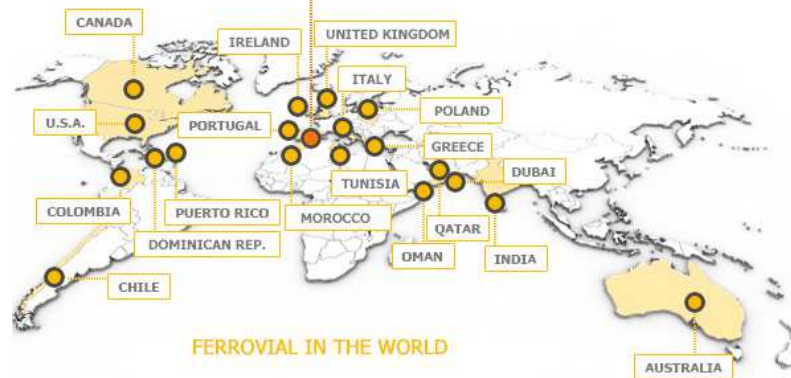 CANADA
IRELAND
UNITED KINGDOM
ITALY
U.S.A.
PORTUGAL
POLAND
GREECE
DUBAI
TUNISIA
COLOMBIA
PUERTO RICO
MOROCCO
QATAR
DOMINICAN REP.
OMAN
INDIA
CHILE
FERROVIAL IN THE WORLD
AUSTRALIA